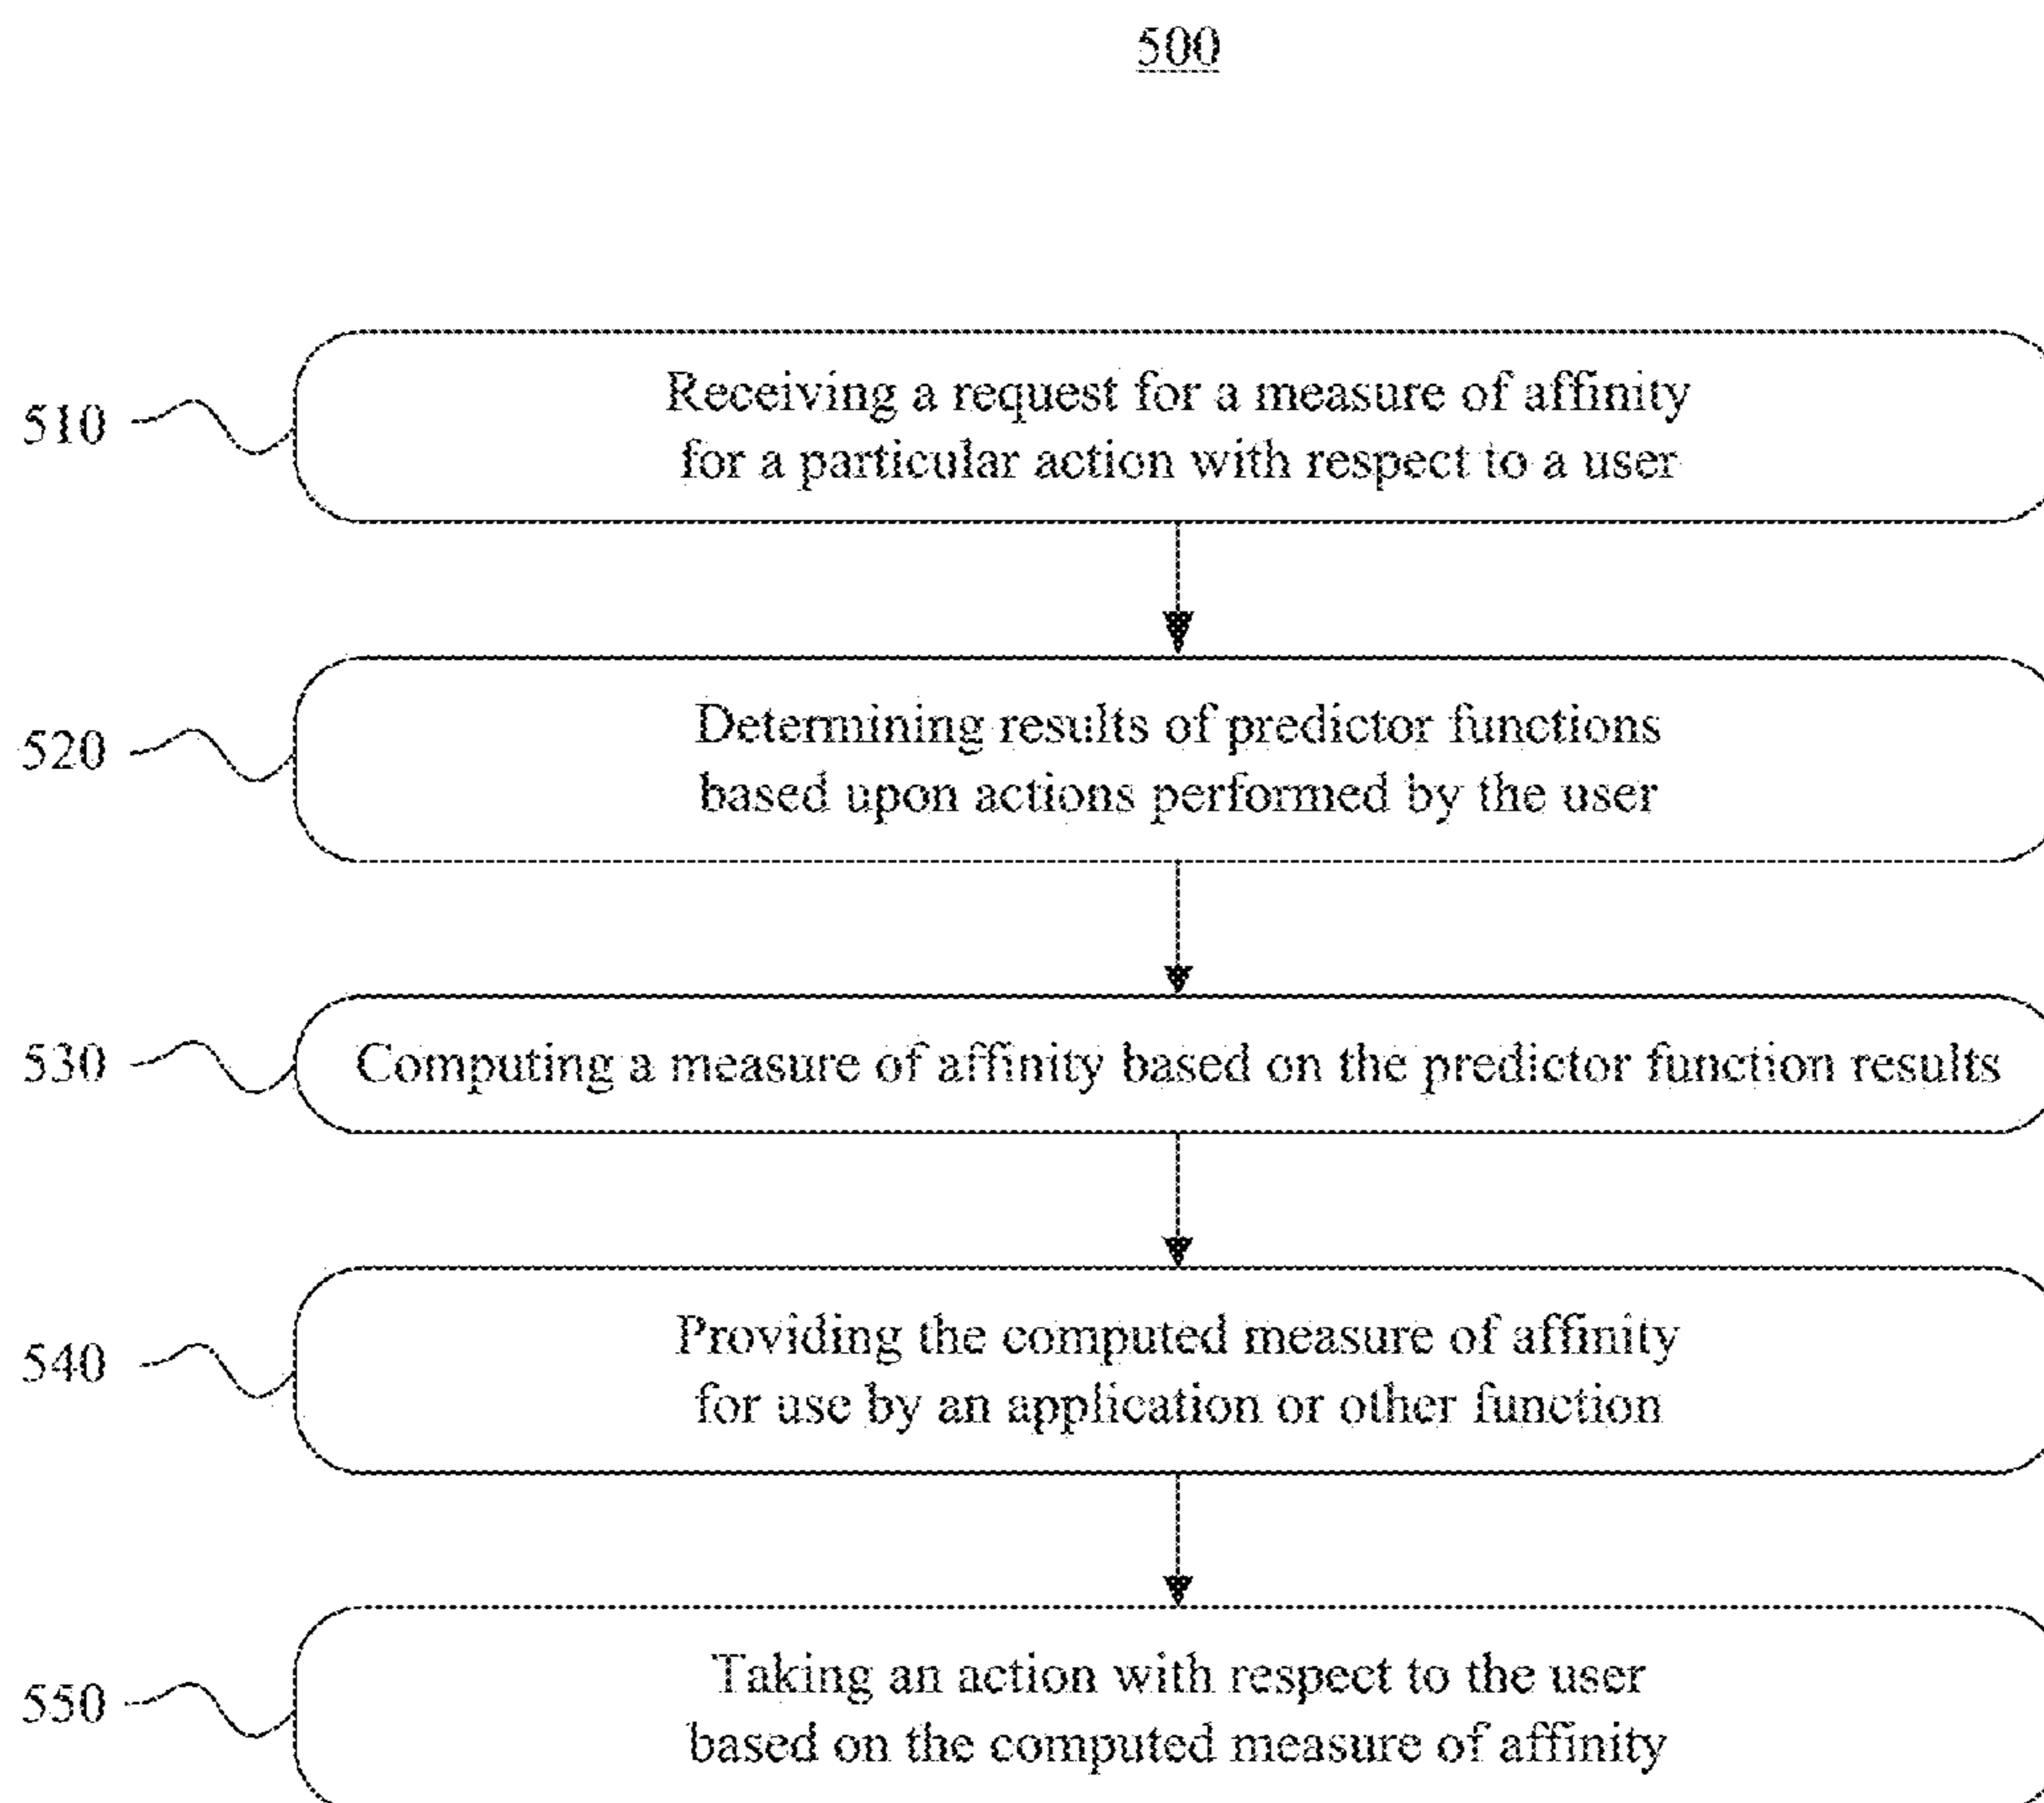 500
510
Receiving a request for a measure of affinity
for a particular action with respect to a user
520
Determining results of predictor functions
based upon actions performed by the user
530
Computing a measure of affinity based on the predictor function results
540
Providing the computed measure of affinity
for use by an application or other function
550
Taking an action with respect to the user
based on the computed measure of affinity